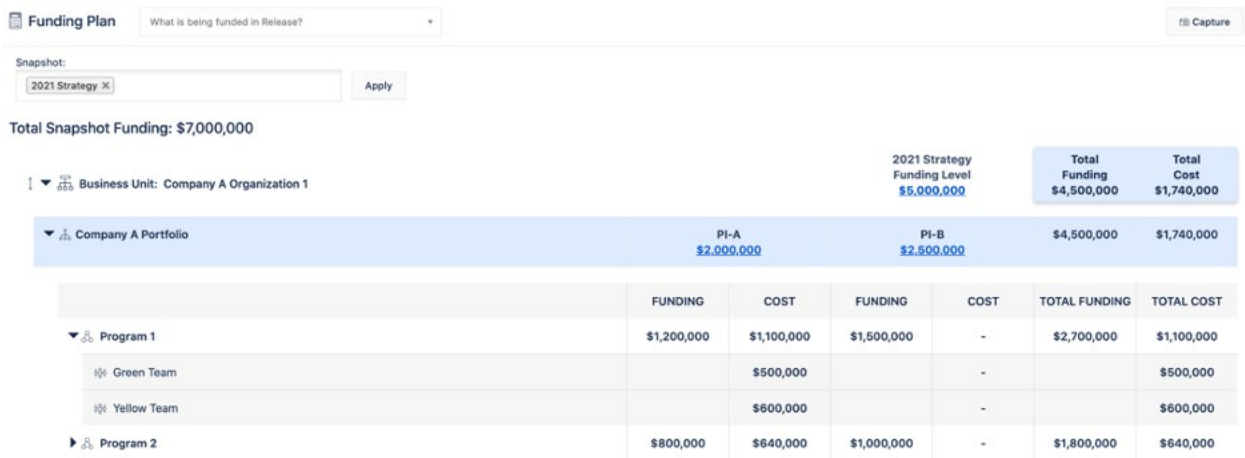 Funding Plan What is being funded in Release? Capture
Snapshot:
2021 Strategy Apply
Total Snapshot Funding: $7,000,000
Business Unit: Company A Organization 1
2021 Strategy
Funding Level
$5,000,000
Total
Funding
$4,500,000
Total
Cost
$1,740,000
Company A Portfolio
PI-A
$2,000,000
PI-B
$2,500,000
$4,500,000 $1,740,000
FUNDING COST FUNDING COST TOTAL FUNDING TOTAL COST
Program 1 $1,200,000 $1,100,000 $1,500,000 - $2,700,000 $1,100,000
Green Team $500,000 - $500,000
Yellow Team $600,000 - $600,000
Program 2 $800,000 $640,000 $1,000,000 - $1,800,000 $640,000